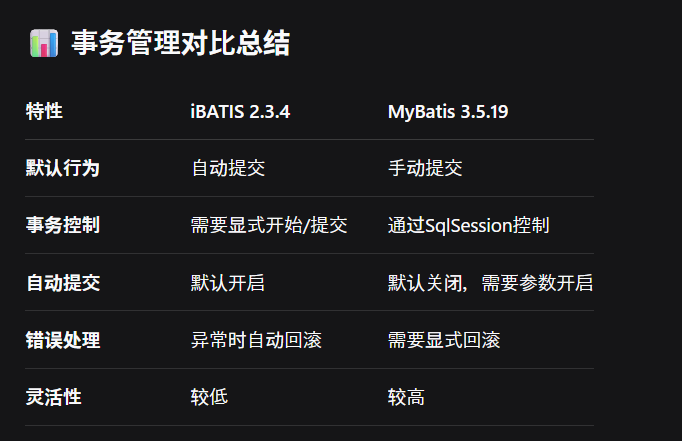 事务管理对比总结
特性 iBATIS 2.3.4 MyBatis 3.5.19
默认行为 自动提交 手动提交
事务控制 需要显式开始/提交 通过SqlSession控制
自动提交 默认开启 默认关闭，需要参数开启
错误处理 异常时自动回滚 需要显式回滚
灵活性 较低 较高